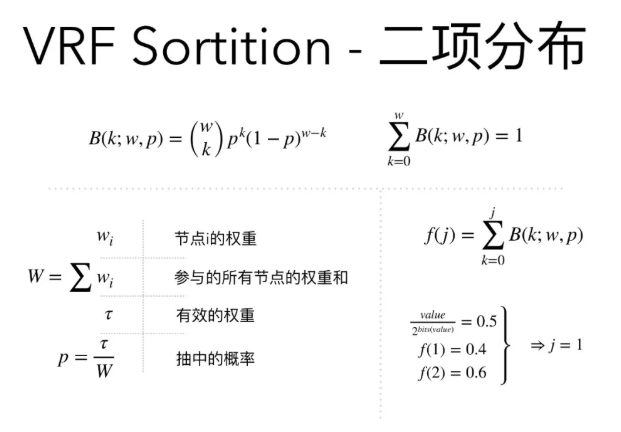 VRF Sortition - 二项分布
B(k; w, p) = \binom{w}{k} p^k (1 - p)^{w-k}
\sum_{k=0}^{w} B(k; w, p) = 1
w_i 节点i的权重
W = \sum w_i 参与的所有节点的权重和
τ 有效的权重
p = \frac{τ}{W} 抽中的概率
f(j) = \sum_{k=0}^{j} B(k; w, p)
\frac{value}{2^{bits(value)}} = 0.5
f(1) = 0.4 ⇒ j = 1
f(2) = 0.6